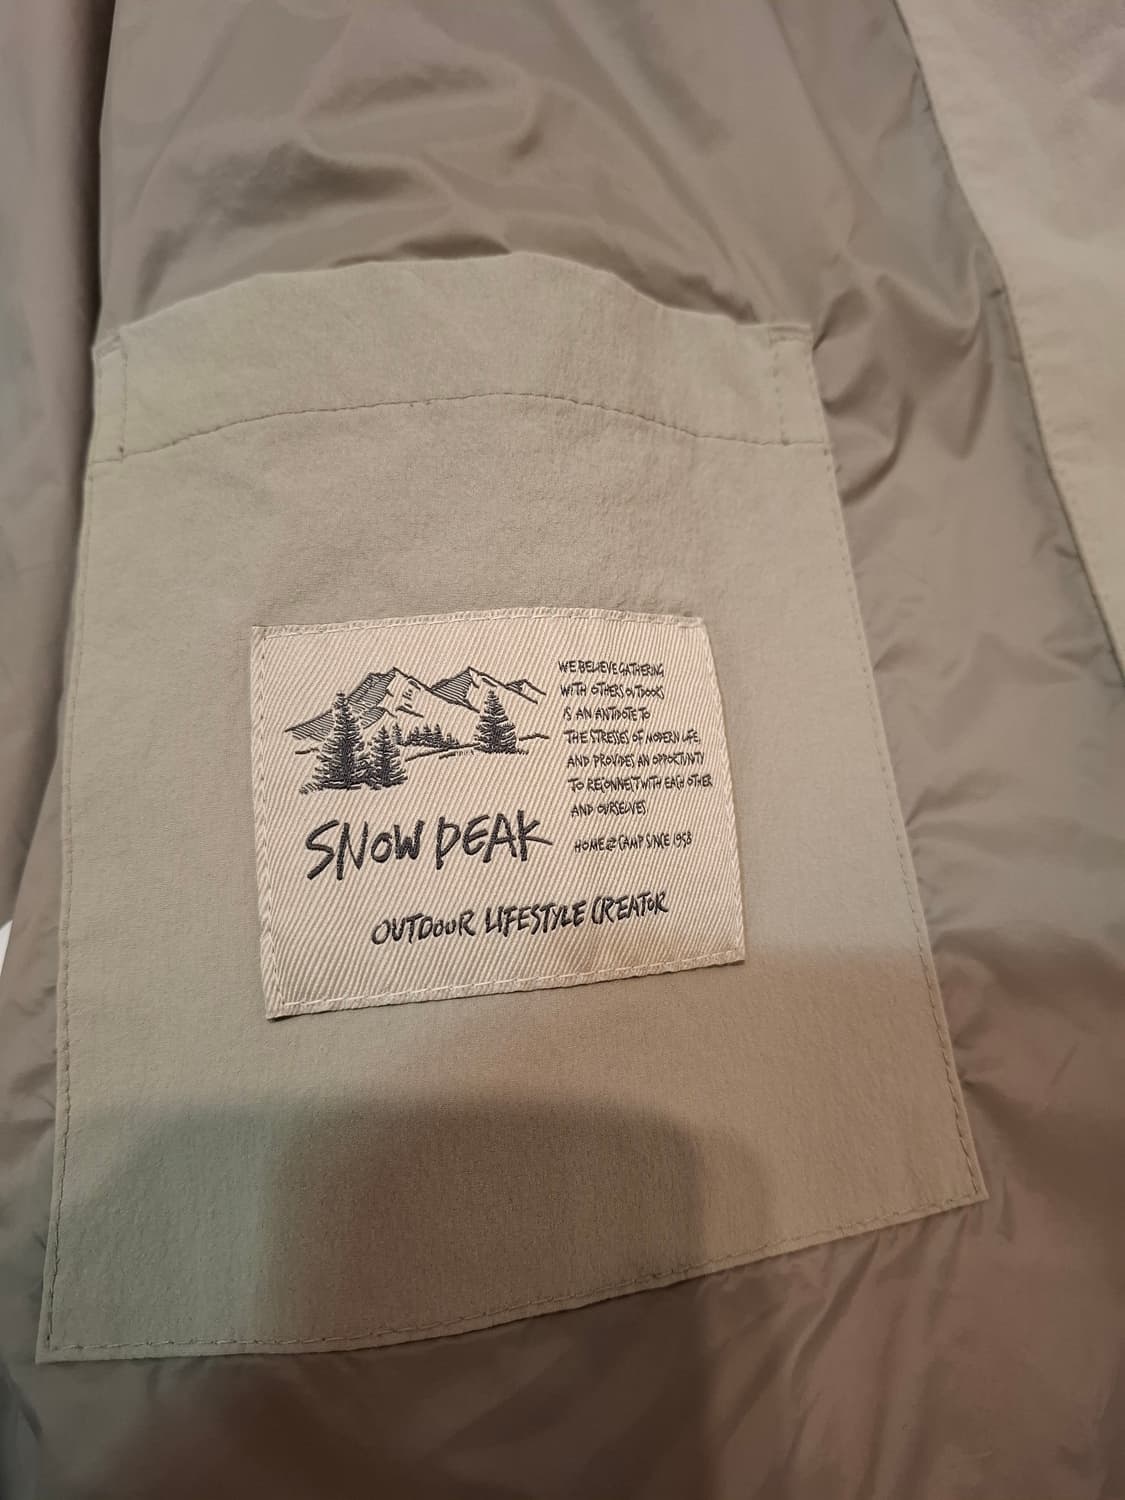 SNOW PEAK
OUTDOOR LIFESTYLE CREATOR
WE BELIEVE GATHERING
WITH OTHERS OUTDOORS
IS AN ANTIDOTE TO
THE STRESSES OF MODERN LIFE
AND PROVIDES AN OPPORTUNITY
TO RECONNECT WITH EACH OTHER
AND OURSELVES
HOME⇄CAMP SINCE 1958